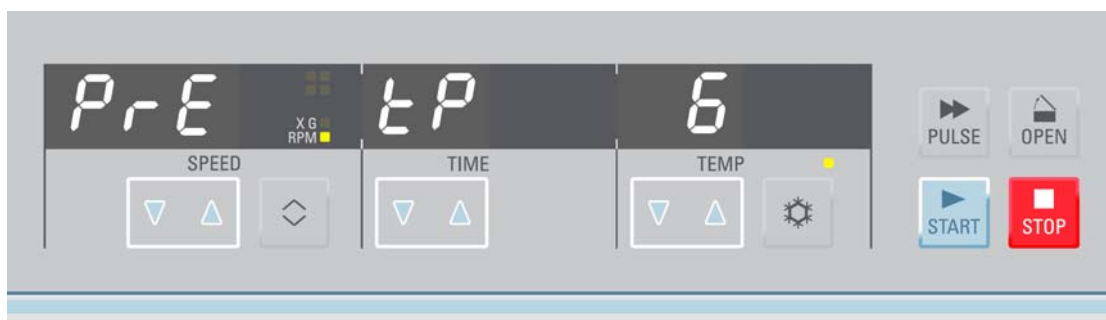 PrE tP 6
X G
RPM
PULSE OPEN
SPEED TIME TEMP
START STOP